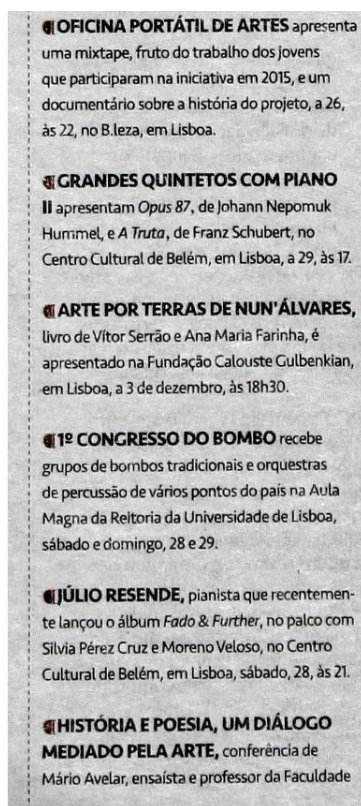 OFICINA PORTÁTIL DE ARTES apresenta
uma mixtape, fruto do trabalho dos jovens
que participaram na iniciativa em 2015, e um
documentário sobre a história do projeto, a 26,
às 22, no B.leza, em Lisboa.
GRANDES QUINTETOS COM PIANO
II apresentam Opus 87, de Johann Nepomuk
Hummel, e A Truta, de Franz Schubert, no
Centro Cultural de Belém, em Lisboa, a 29, às 17.
ARTE POR TERRAS DE NUN'ÁLVARES,
livro de Vítor Serrão e Ana Maria Farinha, é
apresentado na Fundação Calouste Gulbenkian,
em Lisboa, a 3 de dezembro, às 18h30.
1º CONGRESSO DO BOMBO recebe
grupos de bombos tradicionais e orquestras
de percussão de vários pontos do país na Aula
Magna da Reitoria da Universidade de Lisboa,
sábado e domingo, 28 e 29.
JÚLIO RESENDE, pianista que recentemen-
te lançou o álbum Fado & Further, no palco com
Silvia Pérez Cruz e Moreno Veloso, no Centro
Cultural de Belém, em Lisboa, sábado, 28, às 21.
HISTÓRIA E POESIA, UM DIÁLOGO
MEDIADO PELA ARTE, conferência de
Mário Avelar, ensaísta e professor da Faculdade